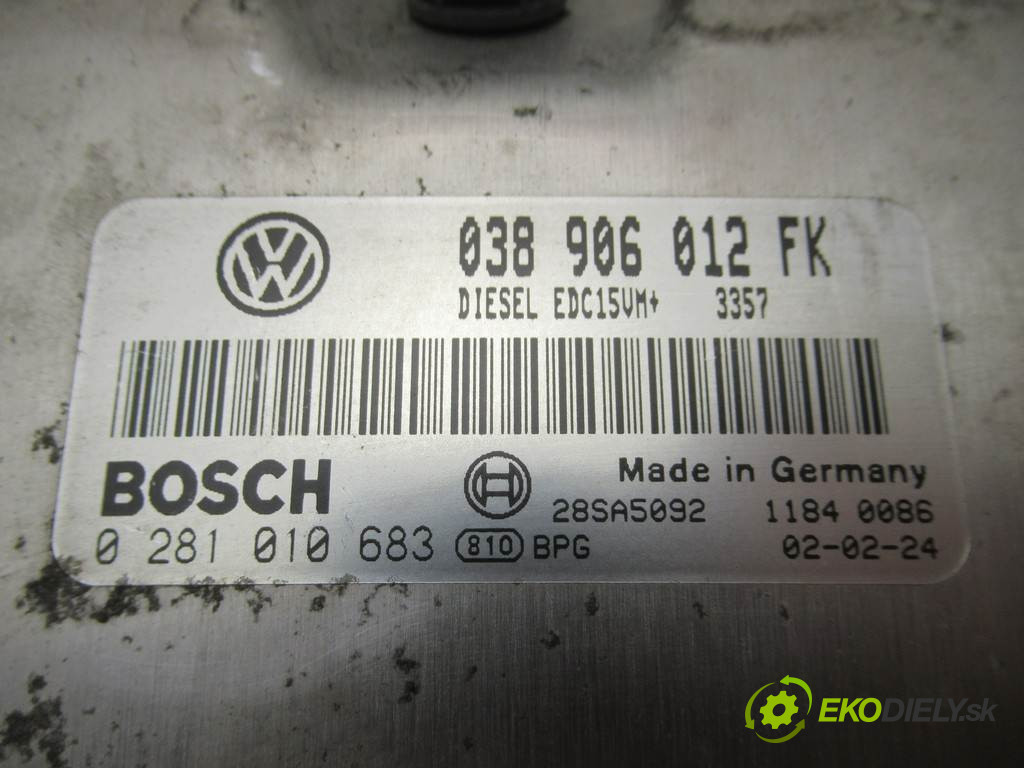 038 906 012 FK
DIESEL EDC15VM+ 3357
BOSCH
Made in Germany
28SA5092 1184 0086
0 281 010 683 810 BPG 02-02-24
EKODIELY.sk